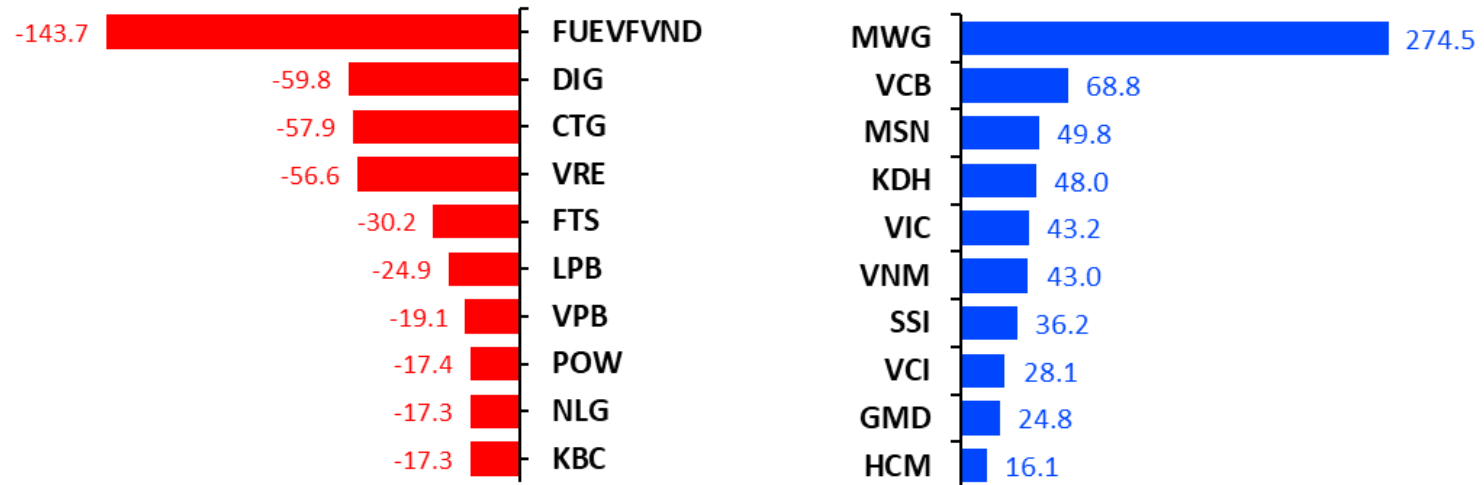 -143.7 FUEVFVND
-59.8 DIG
-57.9 CTG
-56.6 VRE
-30.2 FTS
-24.9 LPB
-19.1 VPB
-17.4 POW
-17.3 NLG
-17.3 KBC
MWG 274.5
VCB 68.8
MSN 49.8
KDH 48.0
VIC 43.2
VNM 43.0
SSI 36.2
VCI 28.1
GMD 24.8
HCM 16.1